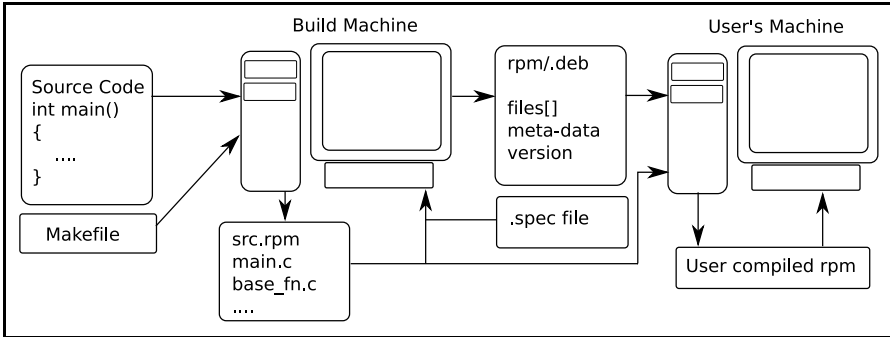 Build Machine
User's Machine
Source Code
int main()
{
....
}
Makefile
src.rpm
main.c
base_fn.c
....
rpm/.deb
files[]
meta-data
version
.spec file
User compiled rpm